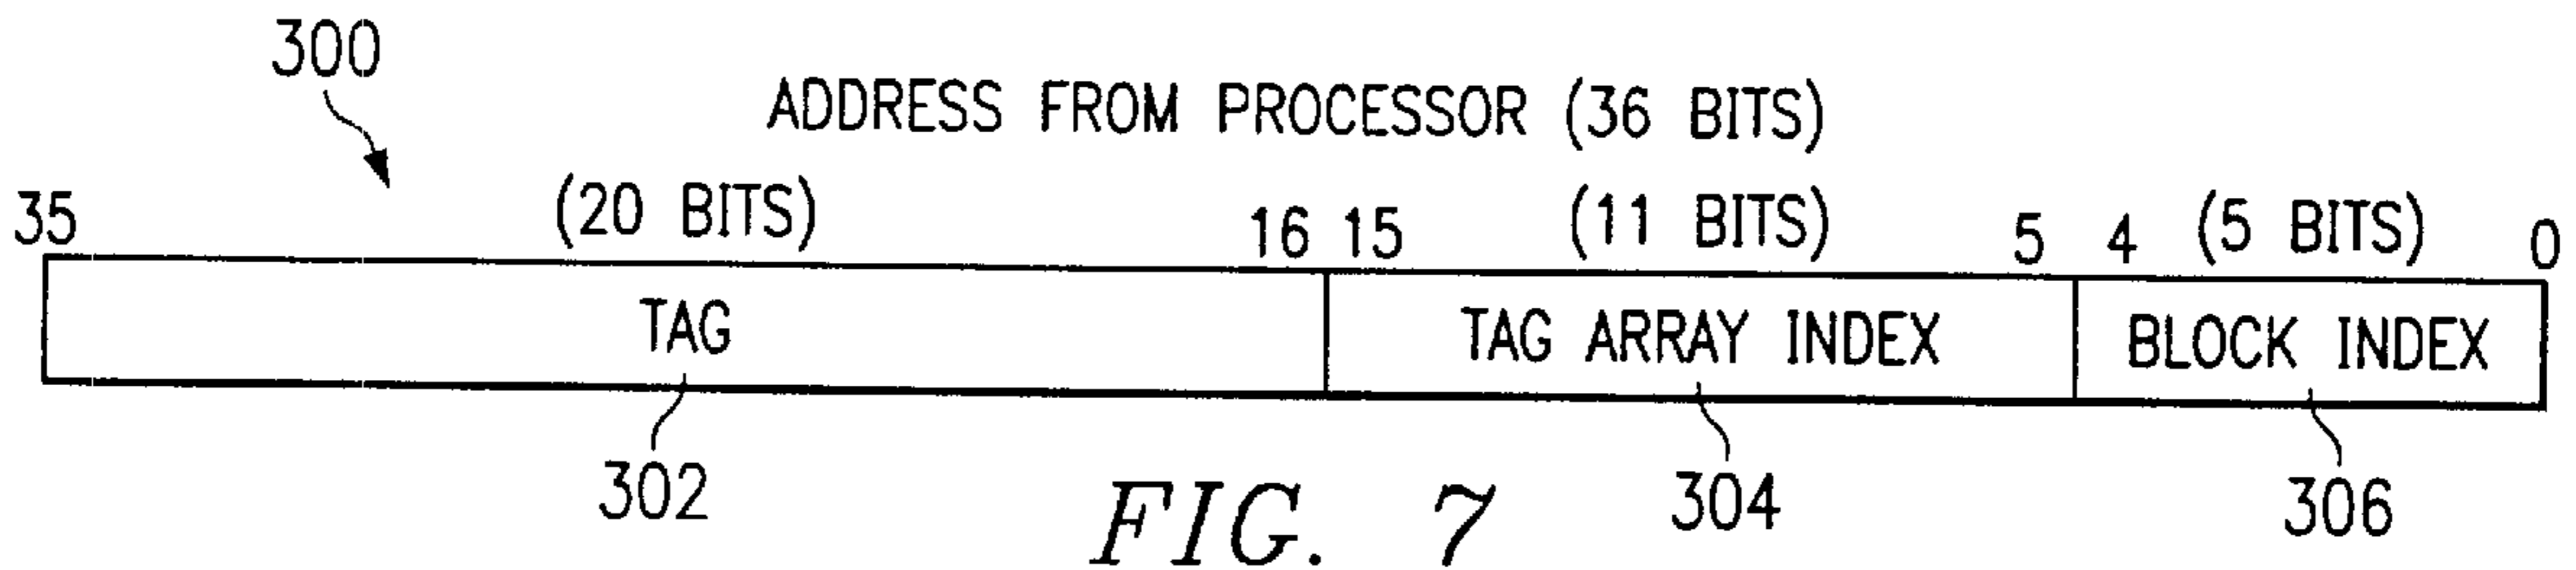 300
ADDRESS FROM PROCESSOR (36 BITS)
35 (20 BITS) 16 15 (11 BITS) 5 4 (5 BITS) 0
TAG TAG ARRAY INDEX BLOCK INDEX
302 304 306
FIG. 7